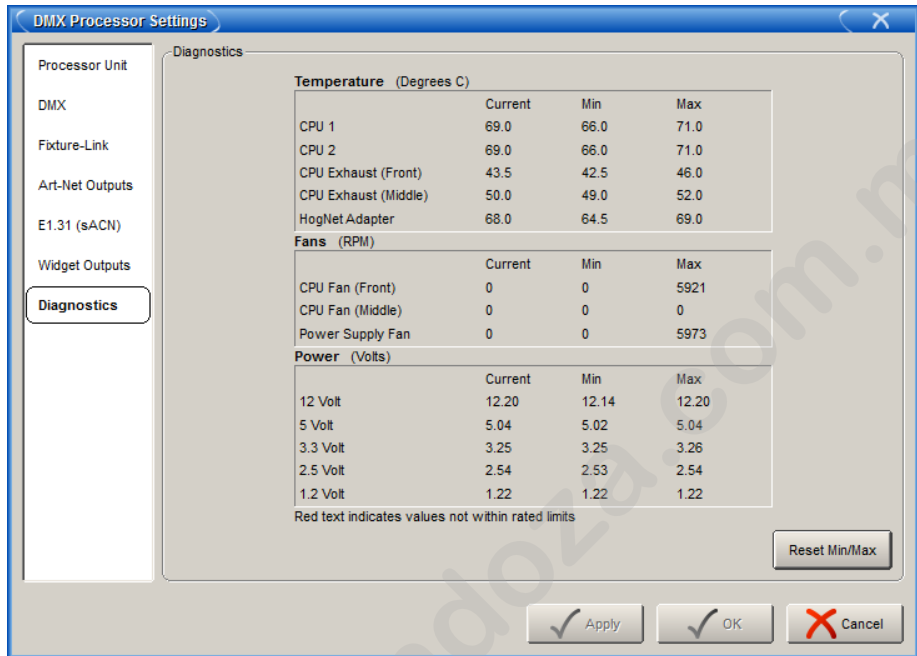 DMX Processor Settings
Processor Unit
DMX
Fixture-Link
Art-Net Outputs
E1.31 (sACN)
Widget Outputs
Diagnostics
Diagnostics
Temperature (Degrees C)
Current Min Max
CPU 1 69.0 66.0 71.0
CPU 2 69.0 66.0 71.0
CPU Exhaust (Front) 43.5 42.5 46.0
CPU Exhaust (Middle) 50.0 49.0 52.0
HogNet Adapter 68.0 64.5 69.0
Fans (RPM)
Current Min Max
CPU Fan (Front) 0 0 5921
CPU Fan (Middle) 0 0 0
Power Supply Fan 0 0 5973
Power (Volts)
Current Min Max
12 Volt 12.20 12.14 12.20
5 Volt 5.04 5.02 5.04
3.3 Volt 3.25 3.25 3.26
2.5 Volt 2.54 2.53 2.54
1.2 Volt 1.22 1.22 1.22
Red text indicates values not within rated limits
Reset Min/Max
Apply
OK
Cancel